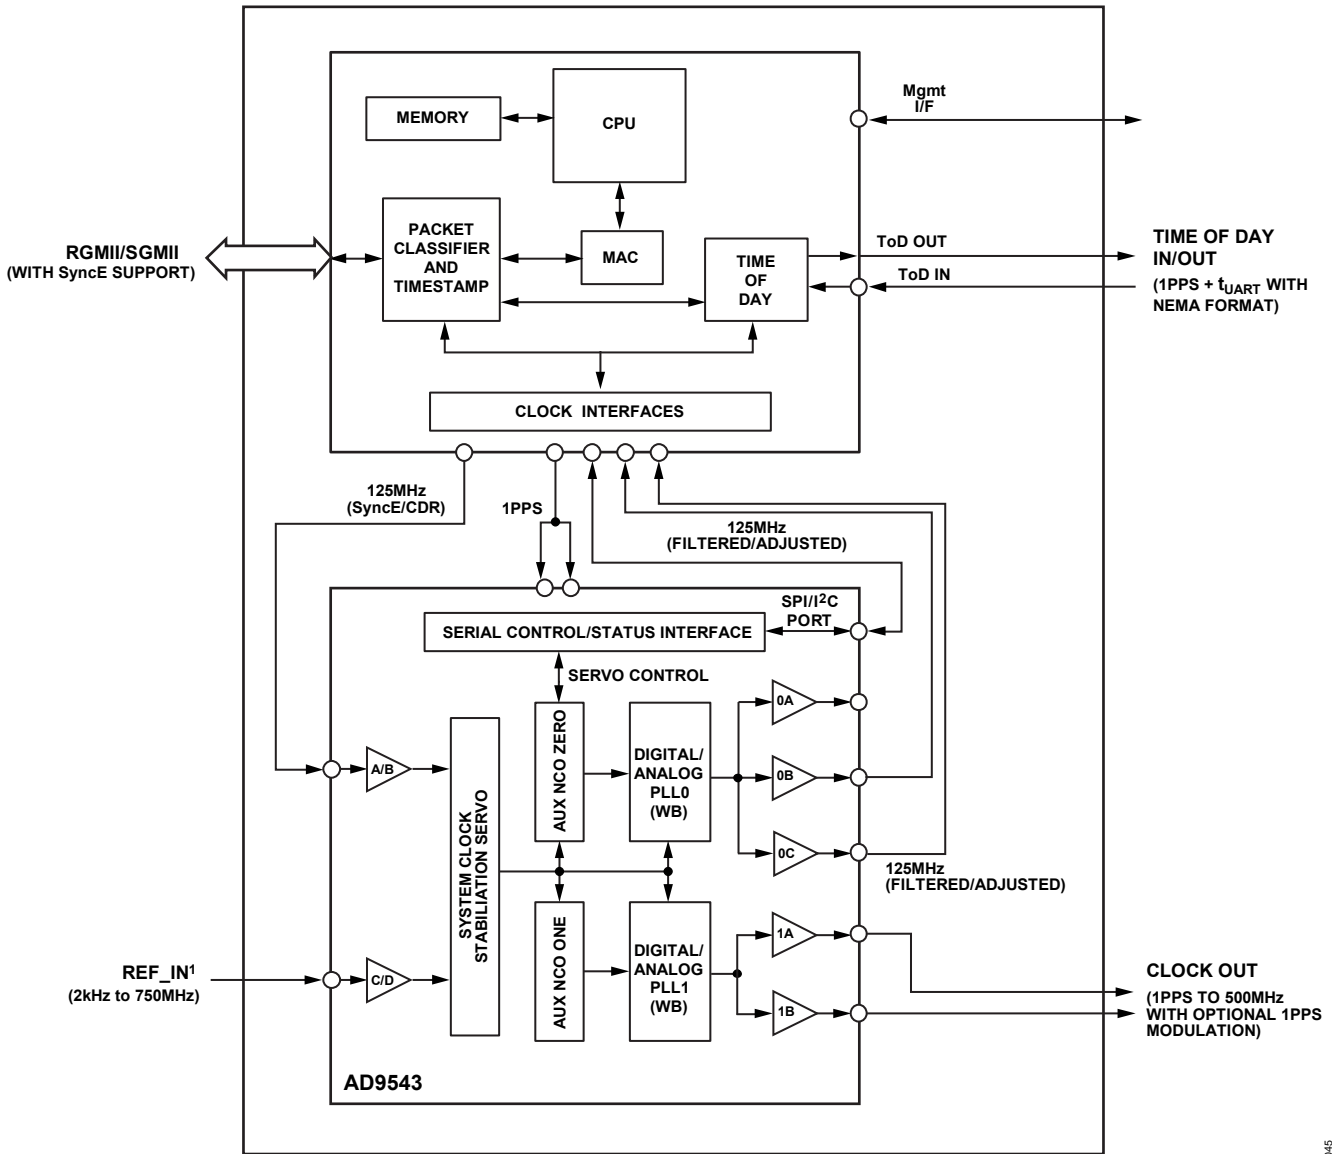 Mgmt
I/F
MEMORY
CPU
PACKET
CLASSIFIER
AND
TIMESTAMP
MAC
TIME
OF
DAY
ToD OUT
ToD IN
TIME OF DAY
IN/OUT
(1PPS + tUART WITH
NEMA FORMAT)
RGMII/SGMII
(WITH SyncE SUPPORT)
CLOCK INTERFACES
125MHz
(SyncE/CDR)
1PPS
125MHz
(FILTERED/ADJUSTED)
SPI/I2C
PORT
SERIAL CONTROL/STATUS INTERFACE
SERVO CONTROL
A/B
C/D
SYSTEM CLOCK
STABILIATION SERVO
AUX NCO ZERO
DIGITAL/
ANALOG
PLL0
(WB)
0A
0B
0C
125MHz
(FILTERED/ADJUSTED)
AUX NCO ONE
DIGITAL/
ANALOG
PLL1
(WB)
1A
1B
REF_IN1
(2kHz to 750MHz)
CLOCK OUT
(1PPS TO 500MHz
WITH OPTIONAL 1PPS
MODULATION)
AD9543